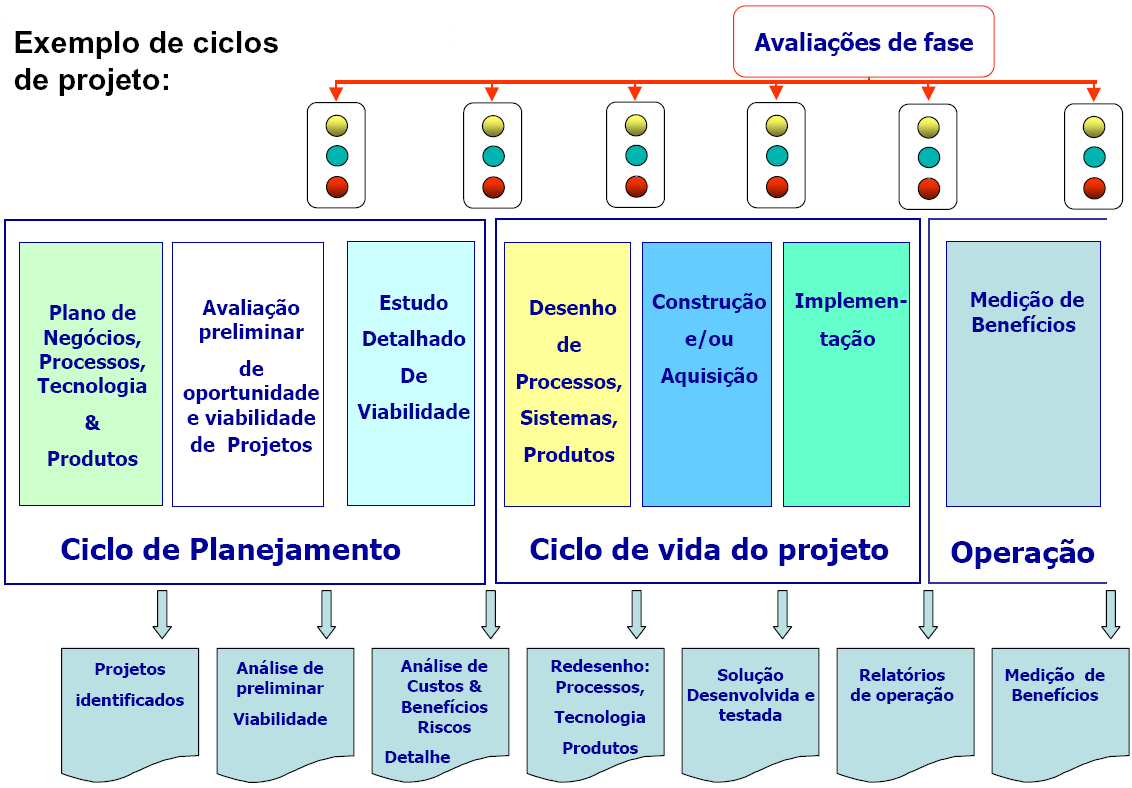 Exemplo de ciclos
de projeto:
Avaliações de fase
Plano de
Negócios,
Processos,
Tecnologia
&
Produtos
Avaliação
preliminar
de
oportunidade
e viabilidade
de Projetos
Estudo
Detalhado
De
Viabilidade
Desenho
de
Processos,
Sistemas,
Produtos
Construção
e/ou
Aquisição
Implemen-
tação
Medição de
Benefícios
Ciclo de Planejamento
Ciclo de vida do projeto
Operação
Projetos
identificados
Análise de
preliminar
Viabilidade
Análise de
Custos &
Benefícios
Riscos
Detalhe
Redesenho:
Processos,
Tecnologia
Produtos
Solução
Desenvolvida e
testada
Relatórios
de operação
Medição de
Benefícios